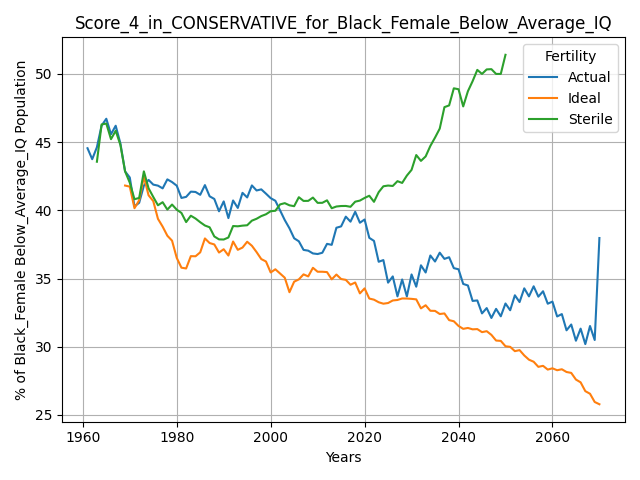 Score_4_in_CONSERVATIVE_for_Black_Female_Below_Average_IQ
Fertility
Actual
Ideal
Sterile
% of Black_Female Below_Average_IQ Population
50
45
40
35
30
25
1960
1980
2000
2020
2040
2060
Years